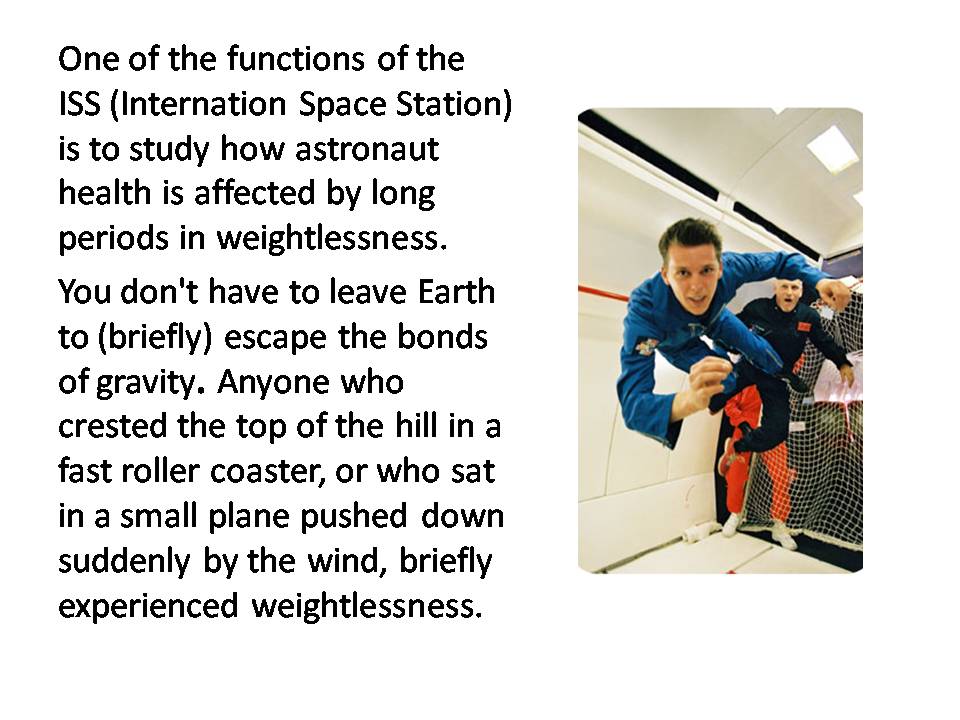 One of the functions of the
ISS (Internation Space Station)
is to study how astronaut
health is affected by long
periods in weightlessness.
You don't have to leave Earth
to (briefly) escape the bonds
of gravity. Anyone who
crested the top of the hill in a
fast roller coaster, or who sat
in a small plane pushed down
suddenly by the wind, briefly
experienced weightlessness.